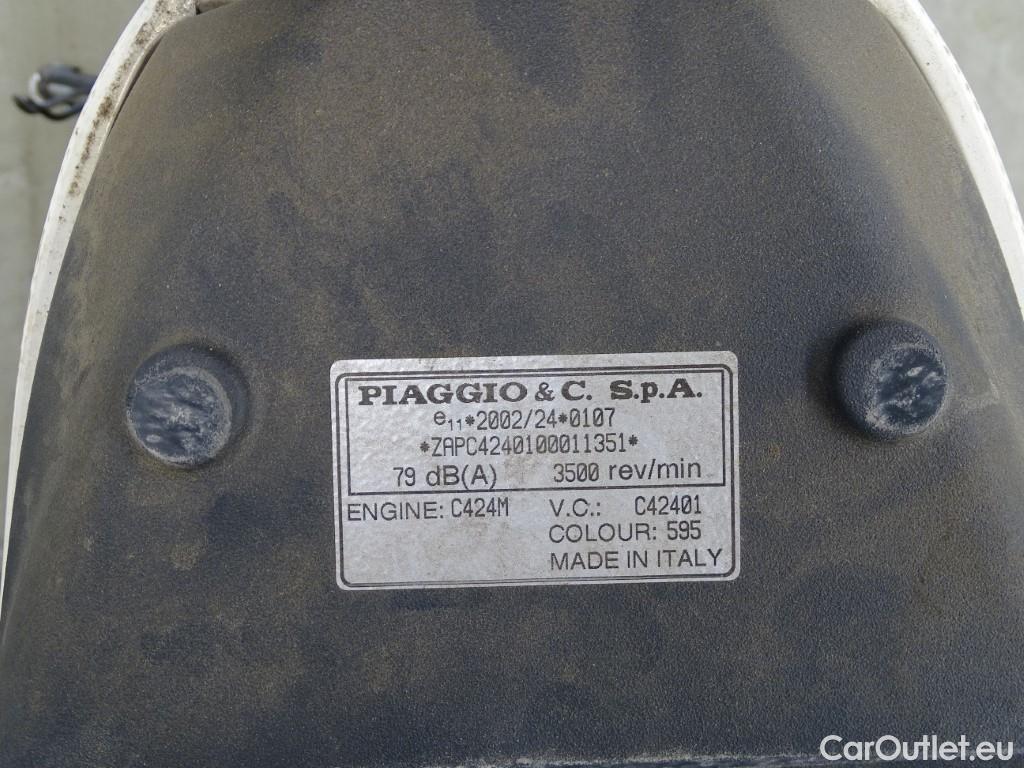 PIAGGIO & C. S.p.A.
e11*2002/24*0107
*ZAPC4240100011351*
79 dB(A) 3500 rev/min
ENGINE: C424M V.C.: C42401
COLOUR: 595
MADE IN ITALY
CarOutlet.eu